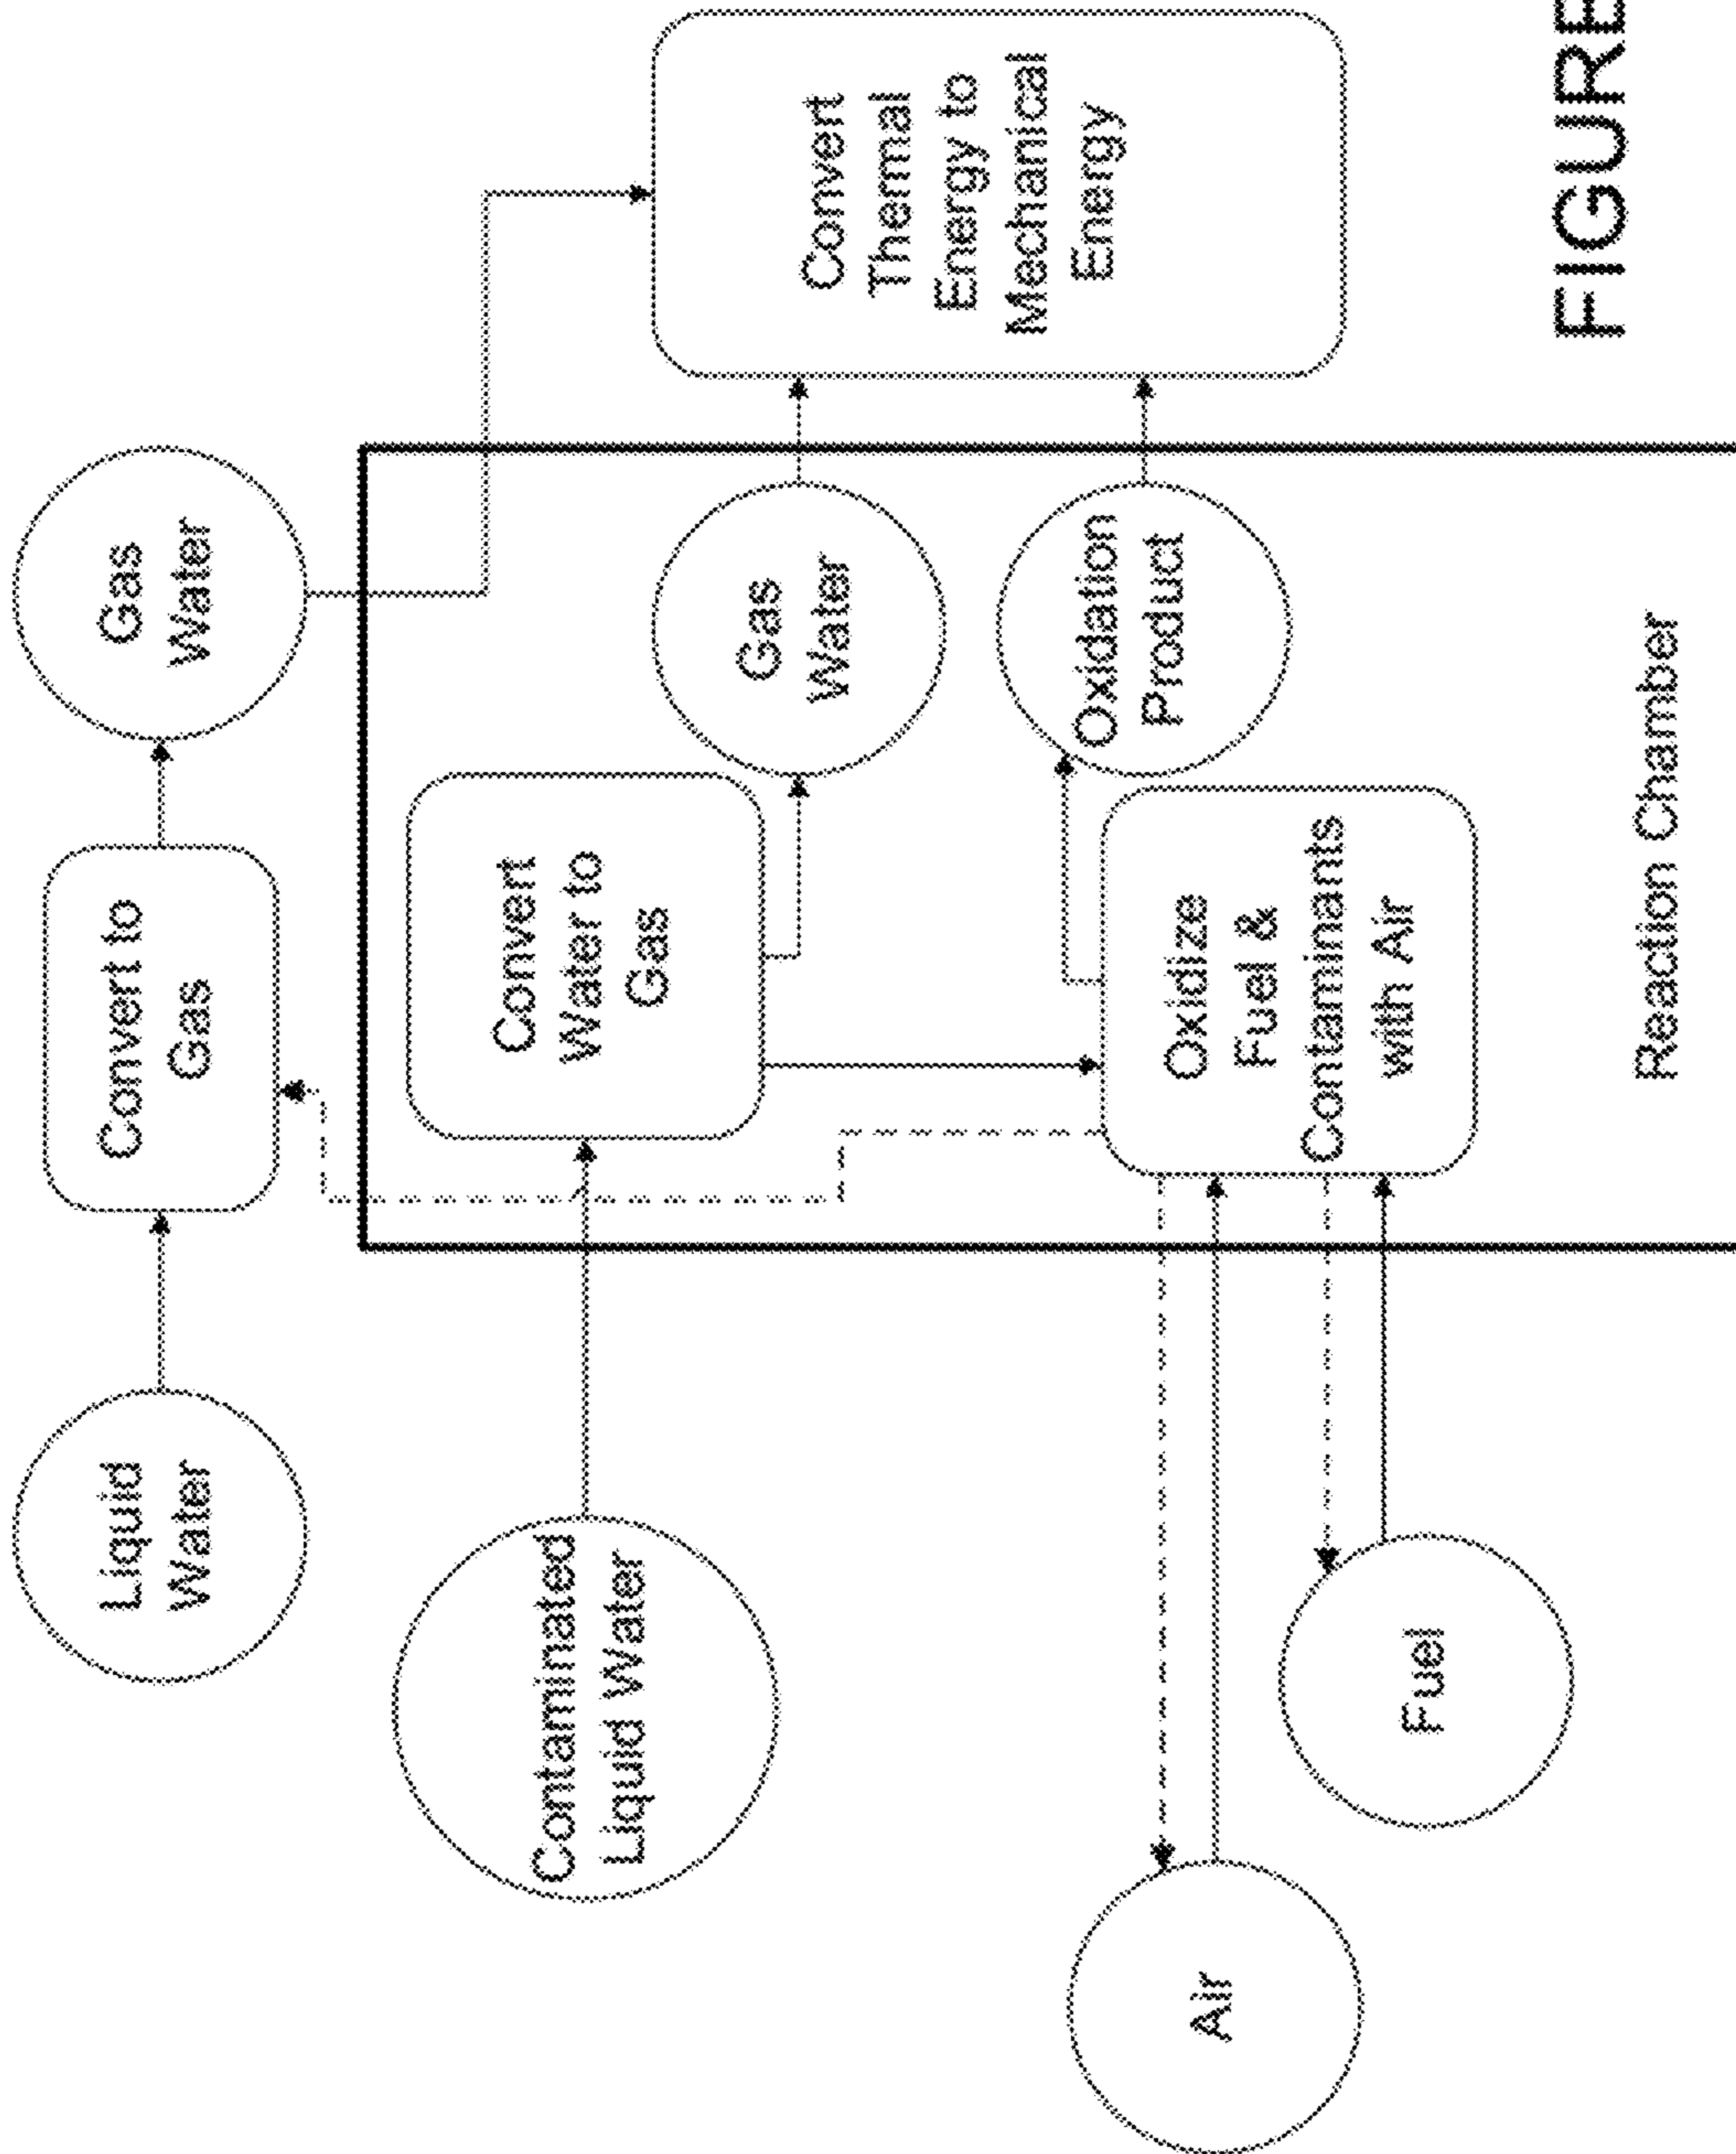 Liquid
Water
Convert to
Gas
Gas
Water
Contaminated
Liquid Water
Convert
Water to
Gas
Gas
Water
Convert
Thermal
Energy to
Mechanical
Energy
Air
Oxidize
Fuel &
Contaminants
with Air
Oxidation
Product
Fuel
Reaction Chamber
FIGURE